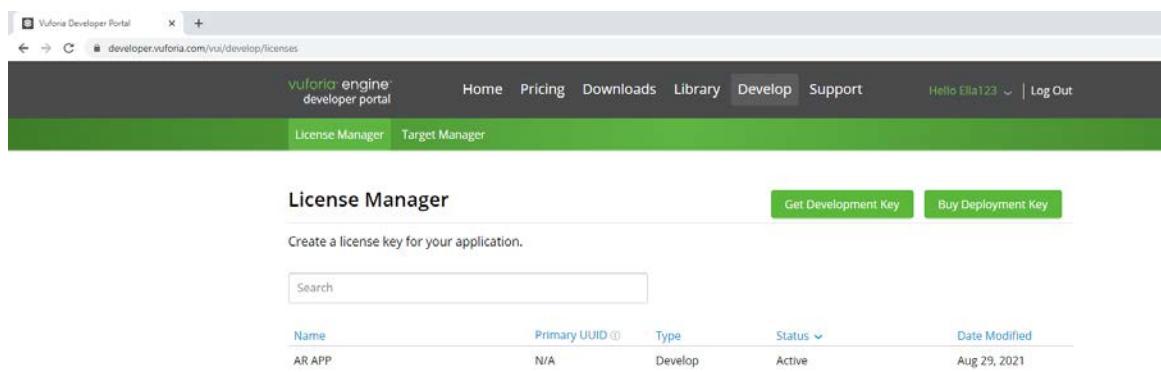 Vuforia Developer Portal
developer.vuforia.com/vui/develop/licenses
vuforia engine
developer portal
Home Pricing Downloads Library Develop Support Hello Ella123 | Log Out
License Manager Target Manager
License Manager Get Development Key Buy Deployment Key
Create a license key for your application.
Search
Name Primary UUID Type Status Date Modified
AR APP N/A Develop Active Aug 29, 2021